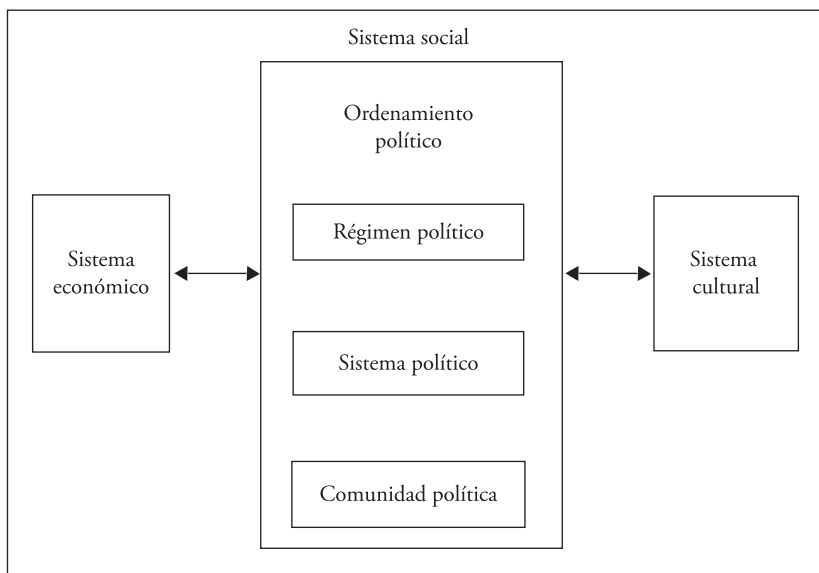 Sistema social
Ordenamiento
político
Régimen político
Sistema
económico
Sistema
cultural
Sistema político
Comunidad política